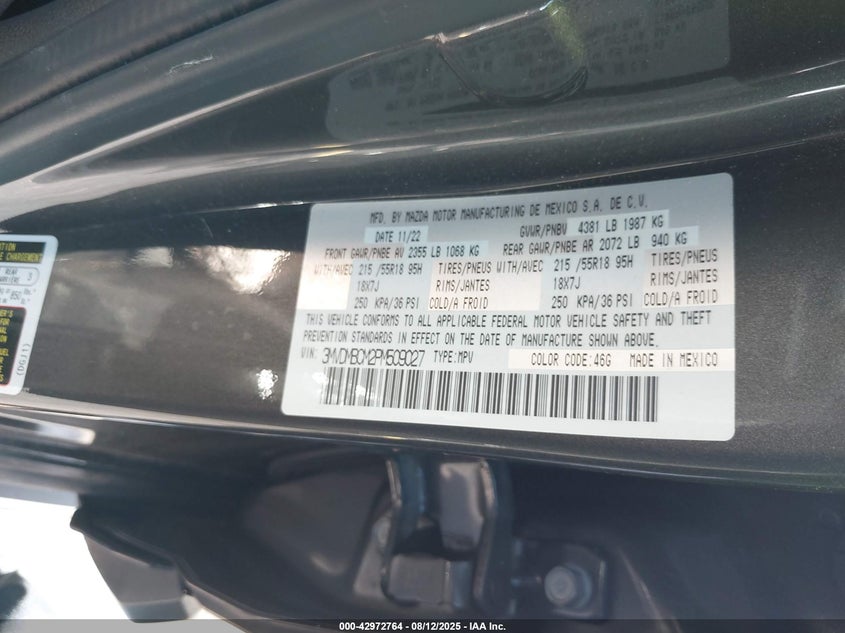 MFD. BY MAZDA MOTOR MANUFACTURING DE MEXICO S.A. DE C.V.
DATE 11/22 GVWR/PNBV 4381 LB 1987 KG
FRONT GAWR/PNBE AV 2355 LB 1068 KG REAR GAWR/PNBE AR 2072 LB 940 KG
WITH/AVEC 215 /55R18 95H TIRES/PNEUS WITH/AVEC 215 /55R18 95H TIRES/PNEUS
18X7J RIMS/JANTES 18X7J RIMS/JANTES
250 KPA/36 PSI COLD/A FROID 250 KPA/36 PSI COLD/A FROID
THIS VEHICLE CONFORMS TO ALL APPLICABLE FEDERAL MOTOR VEHICLE SAFETY AND THEFT
PREVENTION STANDARDS IN EFFECT ON THE DATE OF MANUFACTURE SHOWN ABOVE.
VIN: 3MVDMBCM2PM509027 TYPE:MPV COLOR CODE:46G MADE IN MEXICO
CHARGEMENT
REAR 3
(DGJ1)
000-42972764 - 08/12/2025 - IAA Inc.